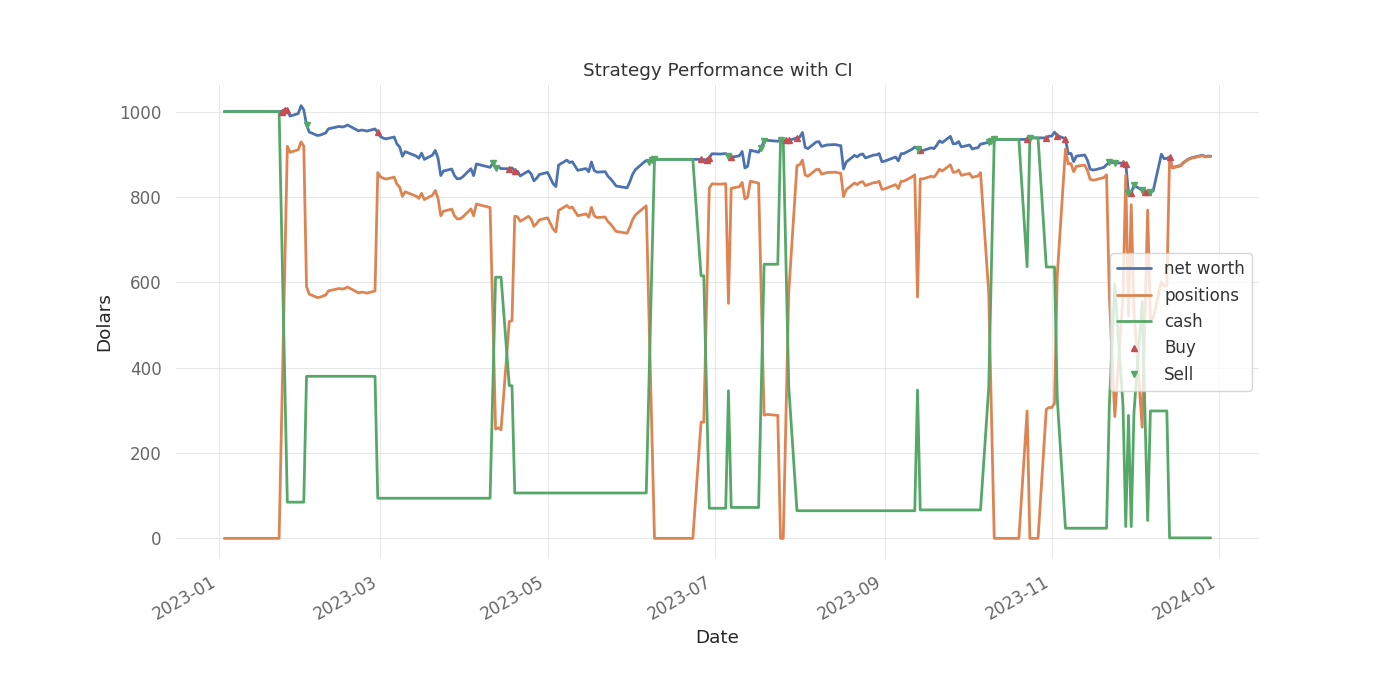 Strategy Performance with CI
Dolars
1000
800
600
400
200
0
net worth
positions
cash
Buy
Sell
2023-01
2023-03
2023-05
2023-07
2023-09
2023-11
2024-01
Date